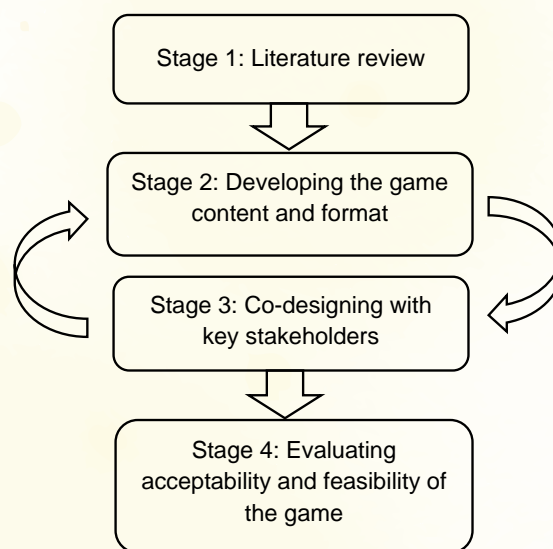 Stage 1: Literature review
Stage 2: Developing the game
content and format
Stage 3: Co-designing with
key stakeholders
Stage 4: Evaluating
acceptability and feasibility of
the game